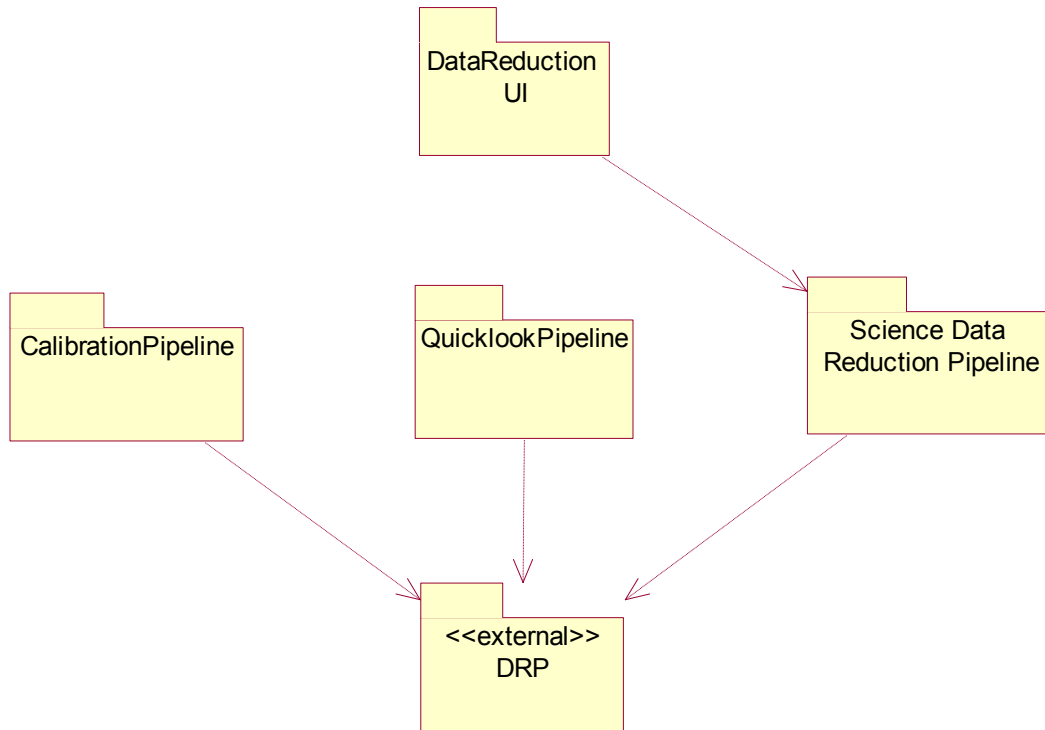 DataReduction
UI
CalibrationPipeline
QuicklookPipeline
Science Data
Reduction Pipeline
<<external>>
DRP